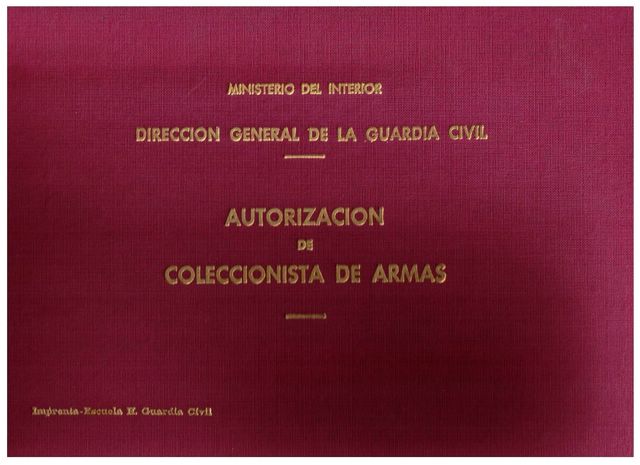 MINISTERIO DEL INTERIOR
DIRECCION GENERAL DE LA GUARDIA CIVIL
AUTORIZACION
DE
COLECCIONISTA DE ARMAS
Imprenta-Escuela H. Guardia Civil